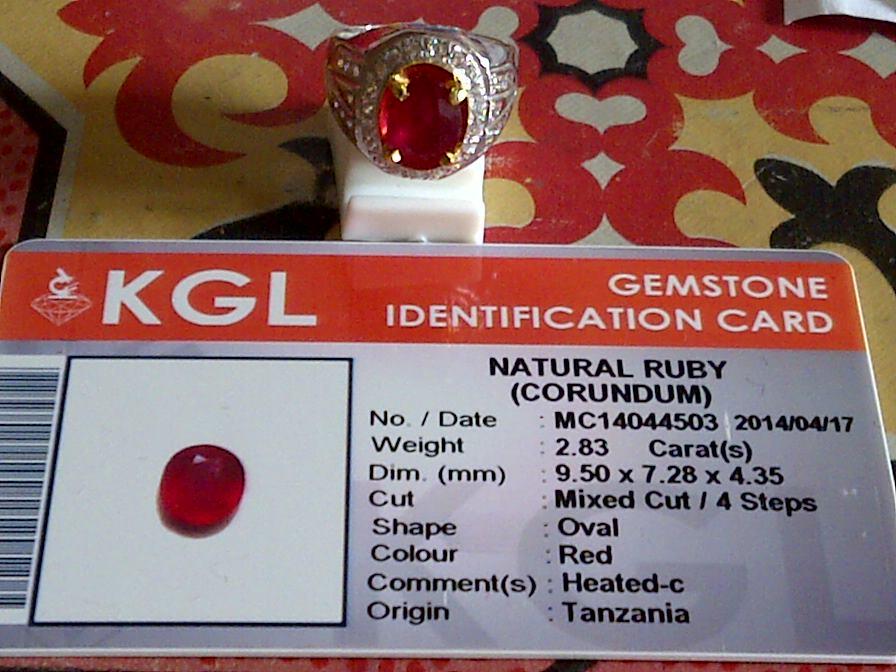 KGL
GEMSTONE
IDENTIFICATION CARD
NATURAL RUBY
(CORUNDUM)
No. / Date : MC14044503 2014/04/17
Weight : 2.83 Carat(s)
Dim. (mm) : 9.50 x 7.28 x 4.35
Cut : Mixed Cut / 4 Steps
Shape : Oval
Colour : Red
Comment(s) : Heated-c
Origin : Tanzania